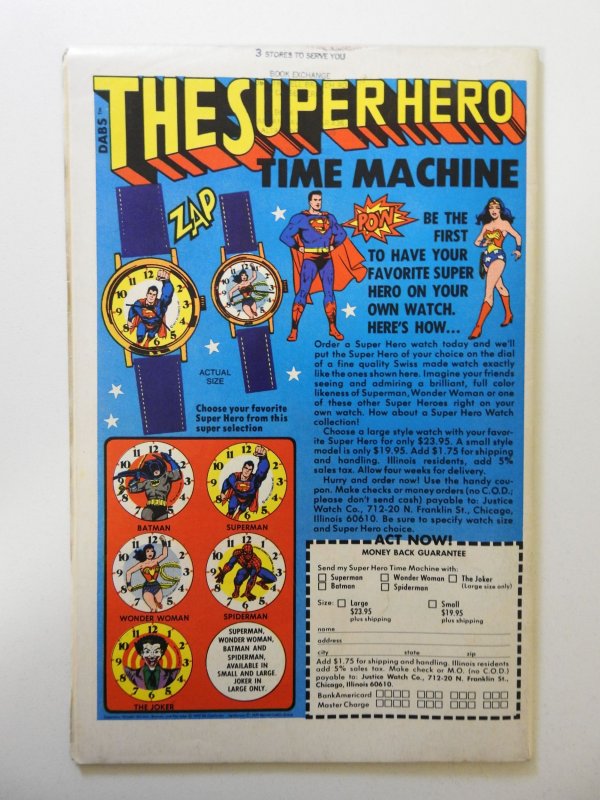 3 STORES TO SERVE YOU
BOOK EXCHANGE
DABS™
THE SUPER HERO
TIME MACHINE
ZAP
POW
BE THE
FIRST
TO HAVE YOUR
FAVORITE SUPER
HERO ON YOUR
OWN WATCH.
HERE'S HOW...
ACTUAL
SIZE
Choose your favorite
Super Hero from this
super selection
Order a Super Hero watch today and we'll
put the Super Hero of your choice on the dial
of a fine quality Swiss made watch exactly
like the ones shown here. Imagine your friends
seeing and admiring a brilliant, full color
likeness of Superman, Wonder Woman or one
of these other Super Heroes right on your
own watch. How about a Super Hero Watch
collection!
Choose a large style watch with your favor-
ite Super Hero for only $23.95. A small style
model is only $19.95. Add $1.75 for shipping
and handling. Illinois residents, add 5%
sales tax. Allow four weeks for delivery.
Hurry and order now! Use the handy cou-
pon. Make checks or money orders (no C.O.D.;
please don't send cash) payable to: Justice
Watch Co., 712-20 N. Franklin St., Chicago,
Illinois 60610. Be sure to specify watch size
and Super Hero choice.
BATMAN
SUPERMAN
WONDER WOMAN
SPIDERMAN
THE JOKER
SUPERMAN,
WONDER WOMAN,
BATMAN AND
SPIDERMAN,
AVAILABLE IN
SMALL AND LARGE.
JOKER IN
LARGE ONLY.
ACT NOW!
MONEY BACK GUARANTEE
Send my Super Hero Time Machine with:
Superman Wonder Woman The Joker
Batman Spiderman (Large size only)
Size: Large Small
$23.95 $19.95
plus shipping plus shipping
name
address
city state zip
Add $1.75 for shipping and handling. Illinois residents
add 5% sales tax. Make check or M.O. (no C.O.D.)
payable to: Justice Watch Co., 712-20 N. Franklin St.,
Chicago, Illinois 60610.
BankAmericard
Master Charge